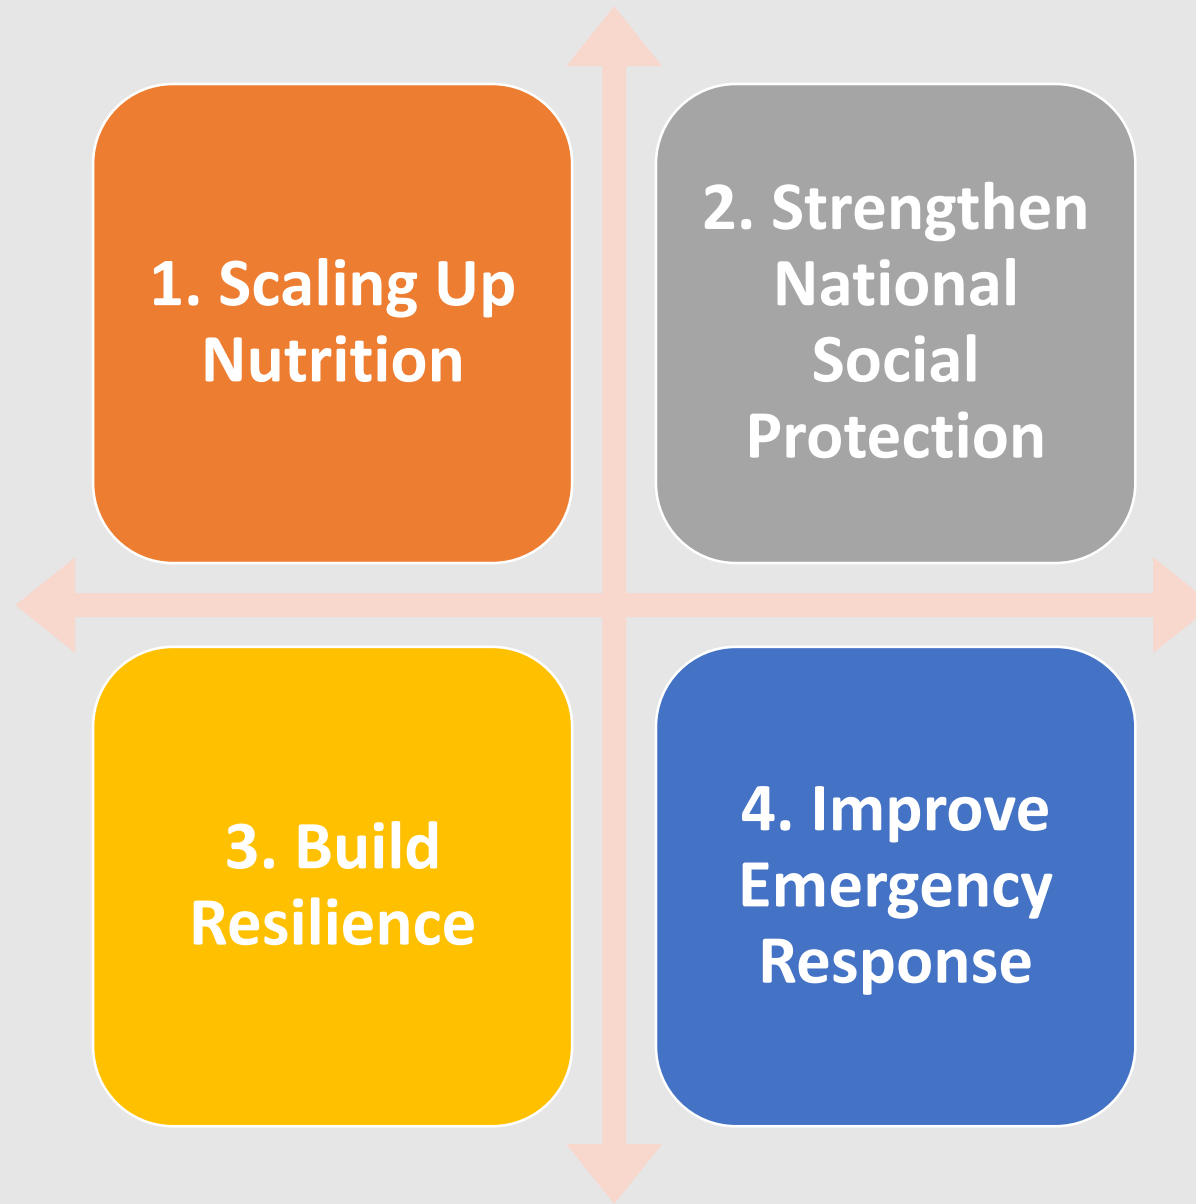 1. Scaling Up
Nutrition
2. Strengthen
National
Social
Protection
3. Build
Resilience
4. Improve
Emergency
Response